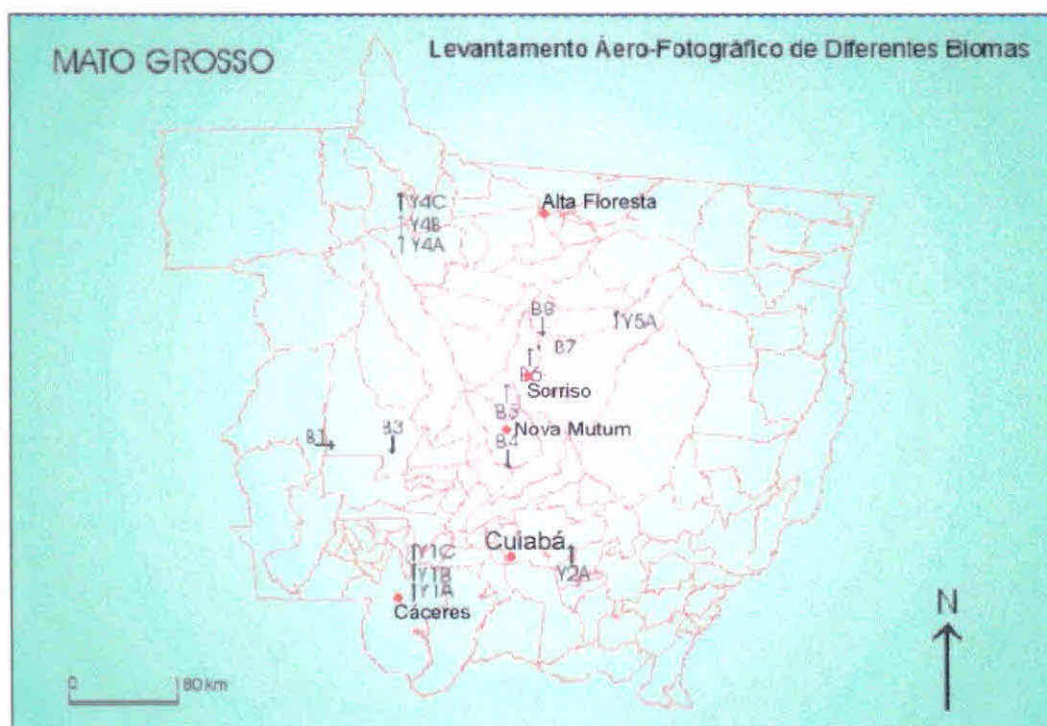 MATO GROSSO
Levantamento Áero-Fotográfico de Diferentes Biomas
Y4C
Alta Floresta
Y4B
Y4A
B8
Y5A
B7
B6
Sorriso
B5
Nova Mutum
B1
B3
B4
Cuiabá
Y1C
Y1B
Y2A
Y1A
Cáceres
N
0
180 km